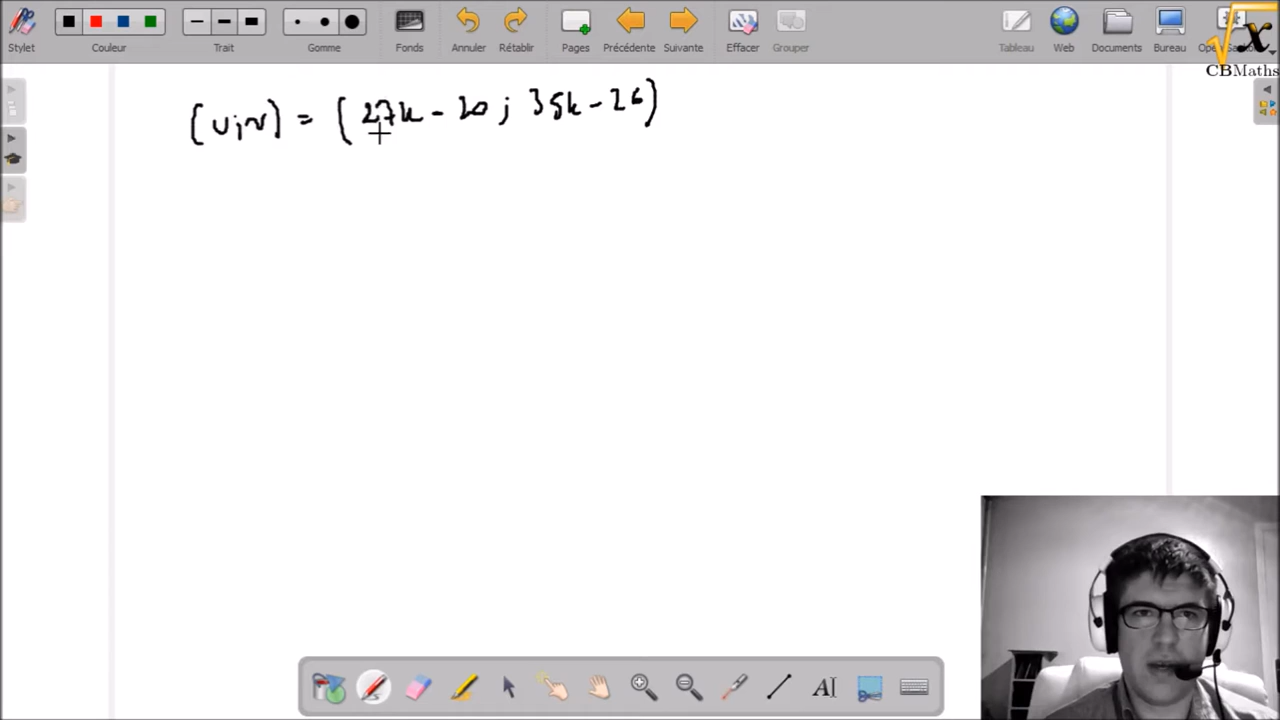 Stylet Couleur Trait Gomme Fonds Annuler Rétablir Pages Précédente Suivante Effacer Grouper Tableau Web Documents Bureau
√x
CBMaths
(u;v) = (27k - 20 ; 35k - 26)
AI